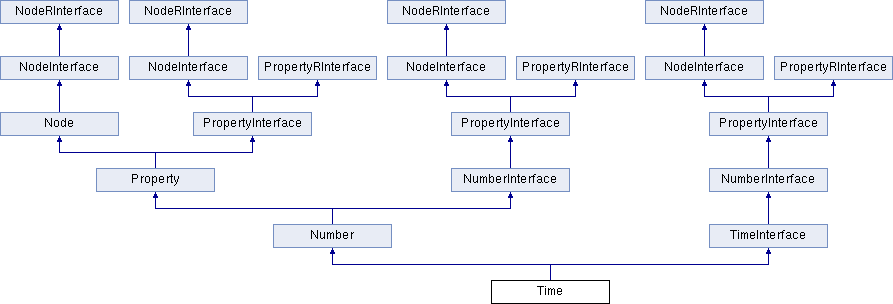 NodeRInterface NodeRInterface NodeRInterface NodeRInterface
NodeInterface NodeInterface PropertyRInterface NodeInterface PropertyRInterface NodeInterface PropertyRInterface
Node PropertyInterface PropertyInterface PropertyInterface
Property NumberInterface NumberInterface
Number TimeInterface
Time